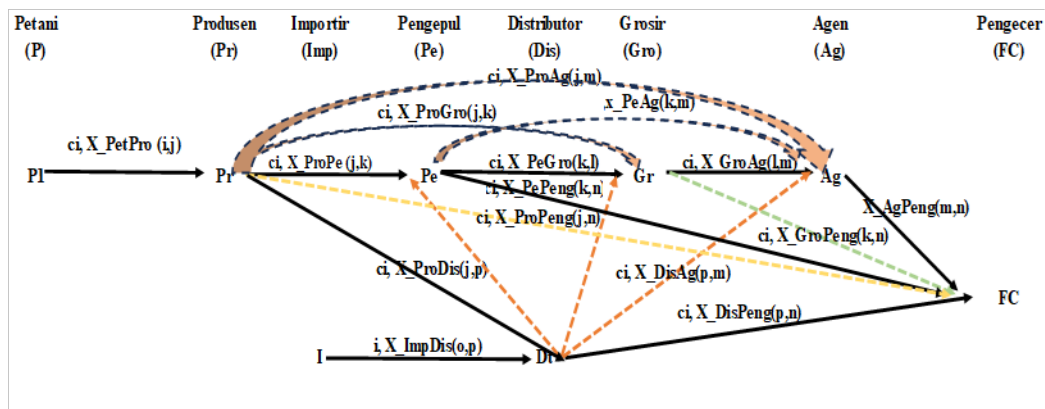 Petani Produsen Importir Pengepul Distributor Grosir Agen Pengecer
(P) (Pr) (Imp) (Pe) (Dis) (Gro) (Ag) (FC)
ci, X_ProAg(j,m)
x_PeAg(k,m)
ci, X_ProGro(j,k)
ci, X_PetPro (i,j)
ci, X_ProPe (j,k)
ci, X_PeGro(k,l)
ci, X_GroAg(l,m)
P1 Pr Pe Gr Ag
ci, X_PePeng(k,n)
X_AgPeng(m,n)
ci, X_ProPeng(j,n)
ci, X_GroPeng(k,n)
ci, X_ProDis(j,p)
ci, X_DisAg(p,m)
FC
ci, X_DisPeng(p,n)
i, X_ImpDis(o,p)
I Dt